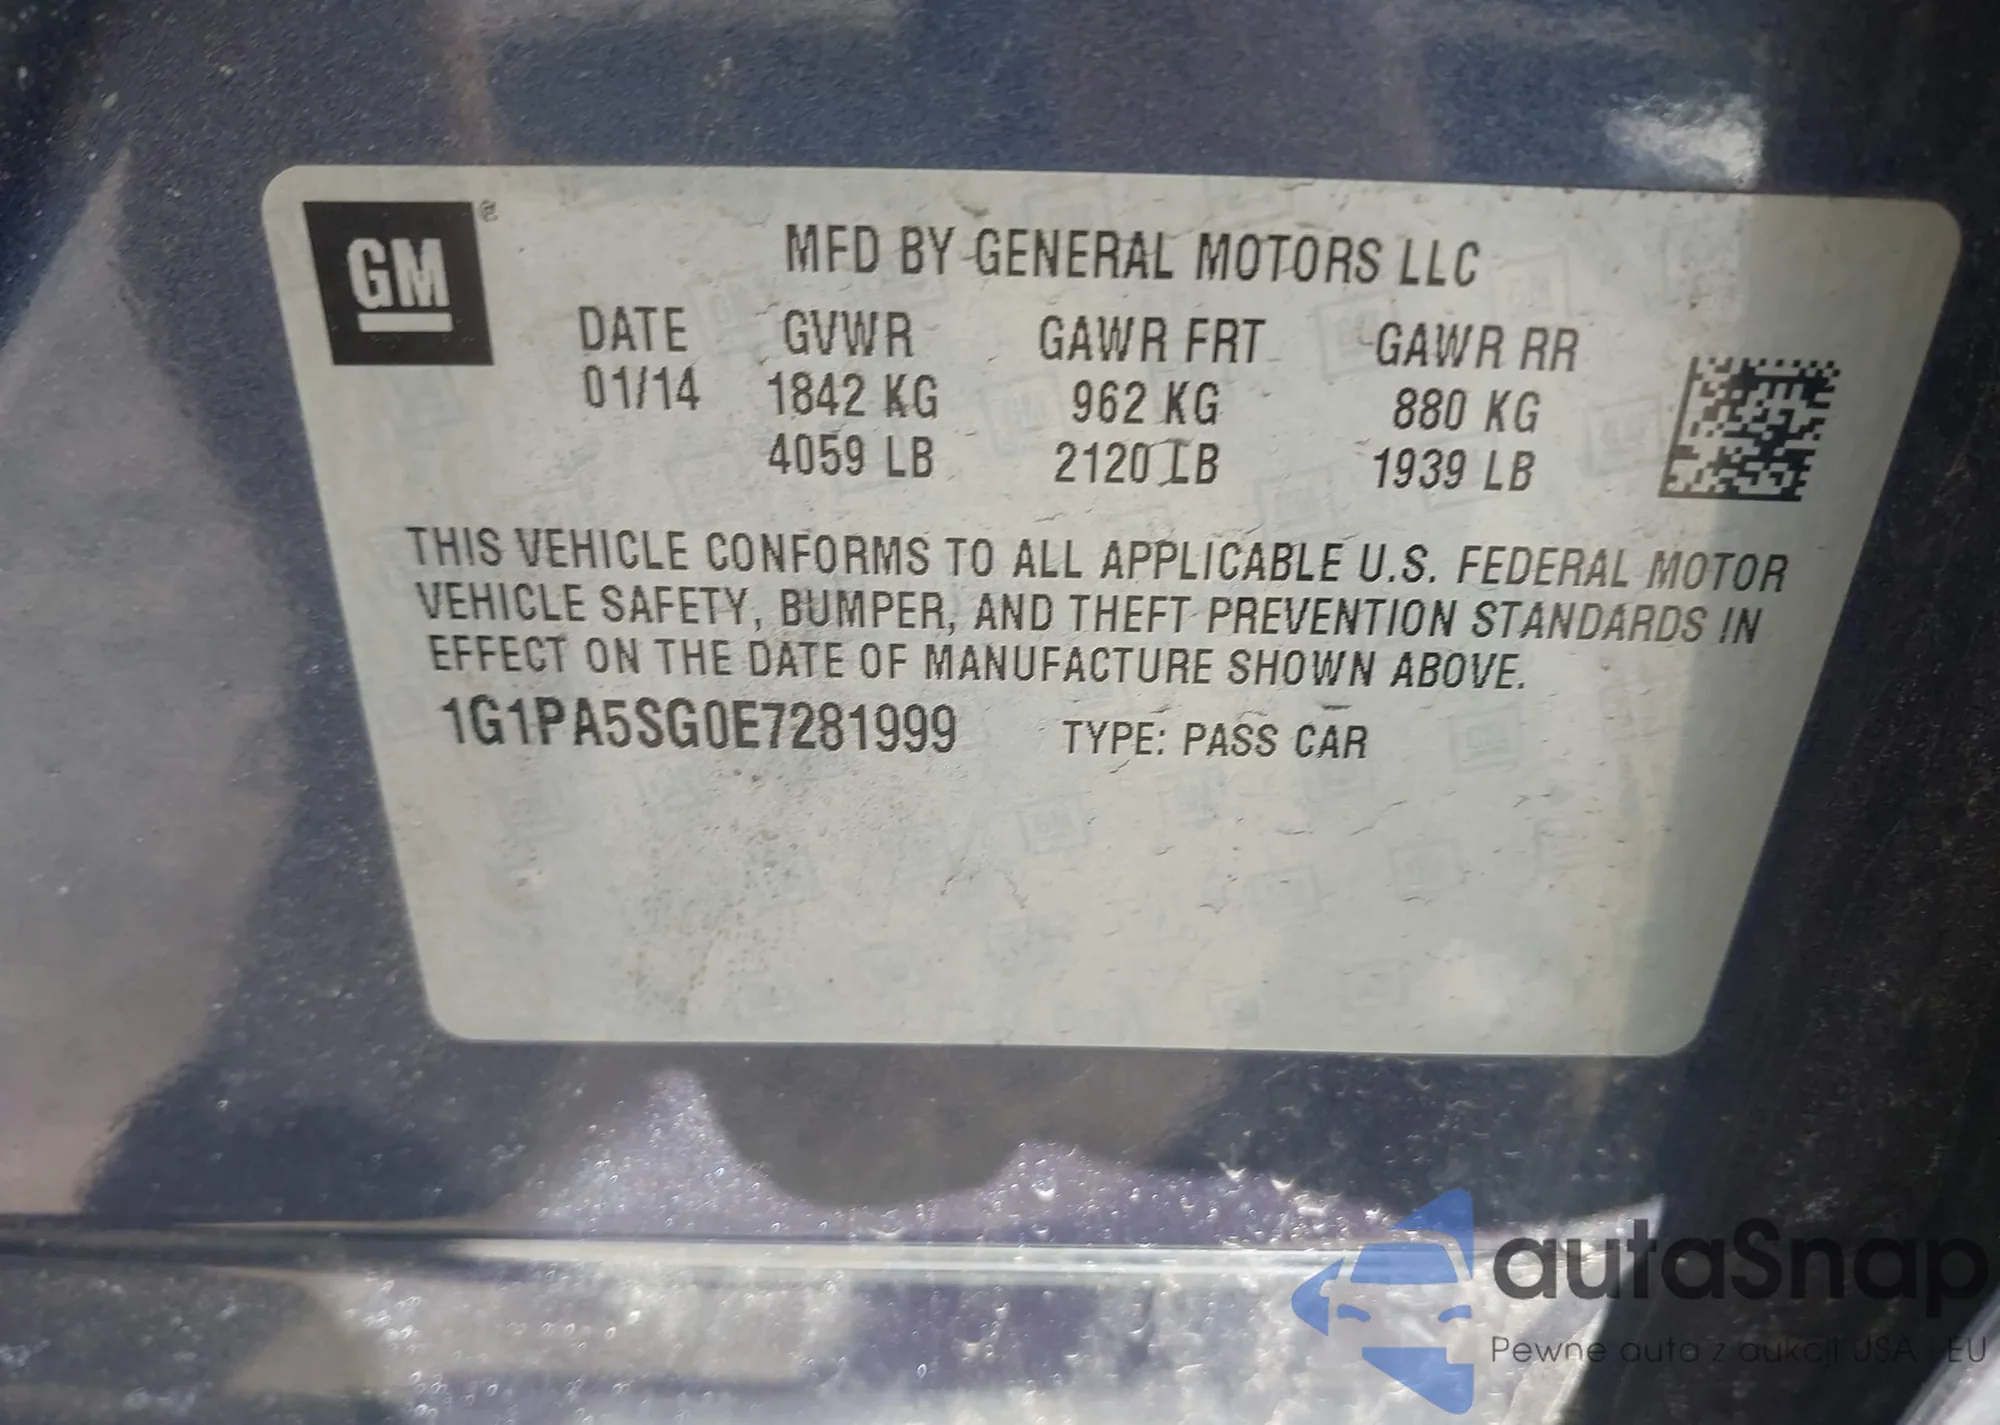 GM ®
MFD BY GENERAL MOTORS LLC
DATE GVWR GAWR FRT GAWR RR
01/14 1842 KG 962 KG 880 KG
4059 LB 2120 LB 1939 LB
THIS VEHICLE CONFORMS TO ALL APPLICABLE U.S. FEDERAL MOTOR
VEHICLE SAFETY, BUMPER, AND THEFT PREVENTION STANDARDS IN
EFFECT ON THE DATE OF MANUFACTURE SHOWN ABOVE.
1G1PA5SG0E7281999 TYPE: PASS CAR
autaSnap
Pewne auta z aukcji USA i EU